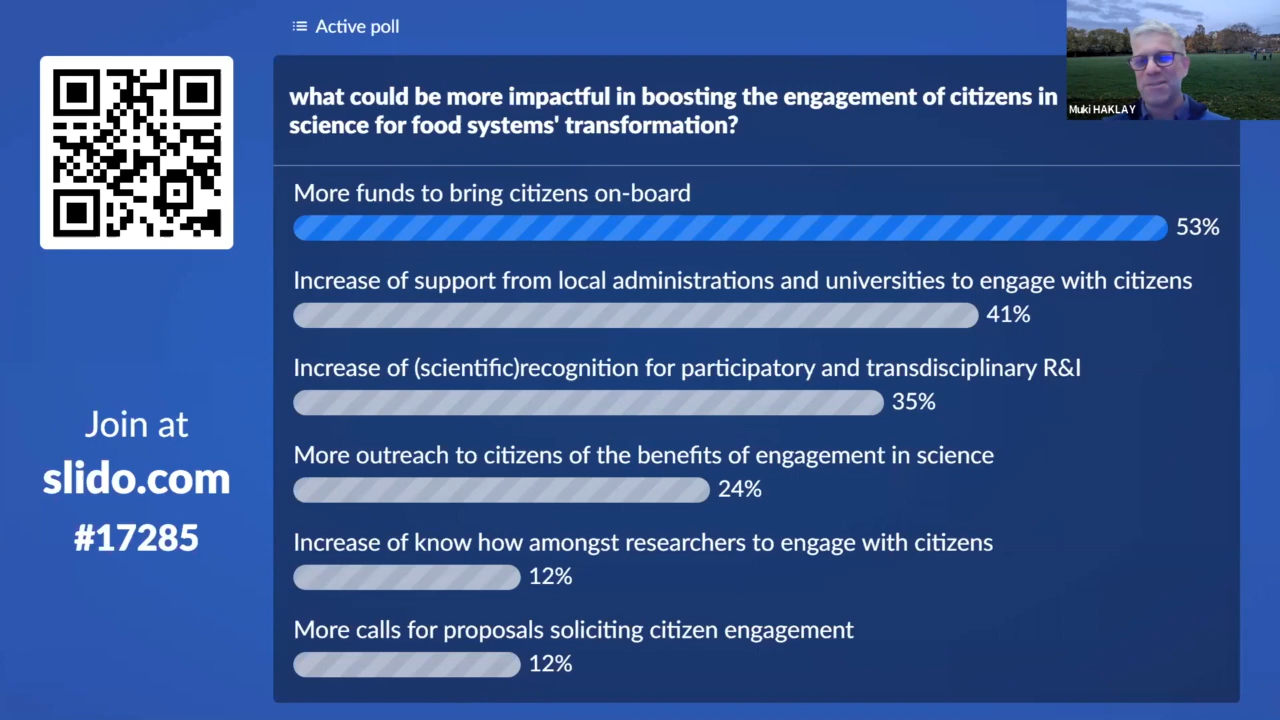 Active poll
Muki HAKLAY
what could be more impactful in boosting the engagement of citizens in
science for food systems' transformation?
More funds to bring citizens on-board
53%
Increase of support from local administrations and universities to engage with citizens
41%
Increase of (scientific)recognition for participatory and transdisciplinary R&I
35%
More outreach to citizens of the benefits of engagement in science
24%
Increase of know how amongst researchers to engage with citizens
12%
More calls for proposals soliciting citizen engagement
12%
Join at
slido.com
#17285